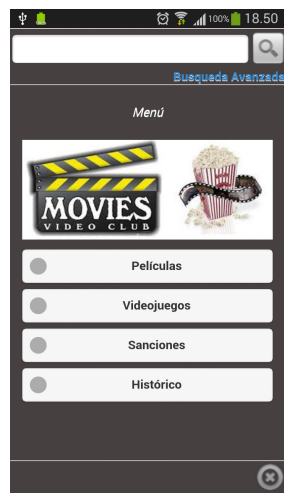 100% 18.50
Busqueda Avanzada
Menú
MOVIES
VIDEO CLUB
Películas
Videojuegos
Sanciones
Histórico